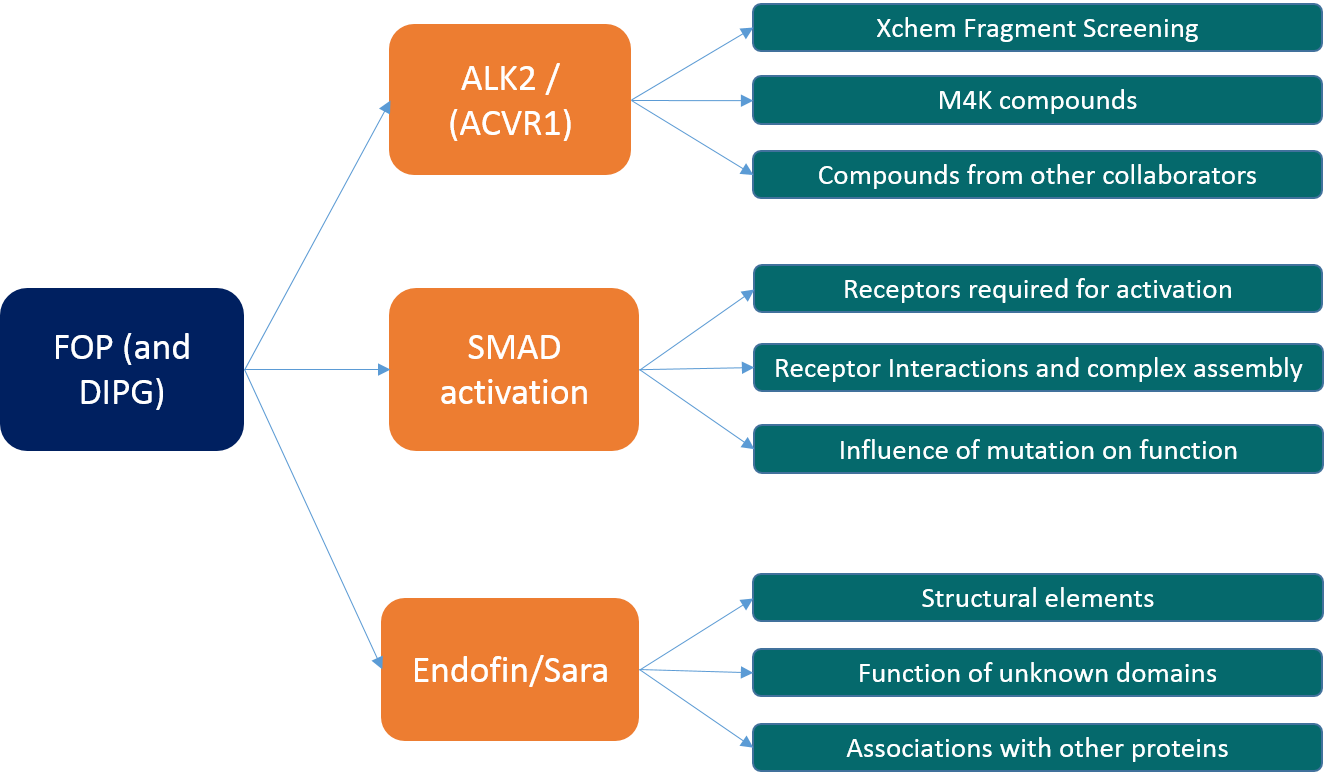 FOP (and
DIPG)
ALK2 /
(ACVR1)
Xchem Fragment Screening
M4K compounds
Compounds from other collaborators
SMAD
activation
Receptors required for activation
Receptor Interactions and complex assembly
Influence of mutation on function
Endofin/Sara
Structural elements
Function of unknown domains
Associations with other proteins